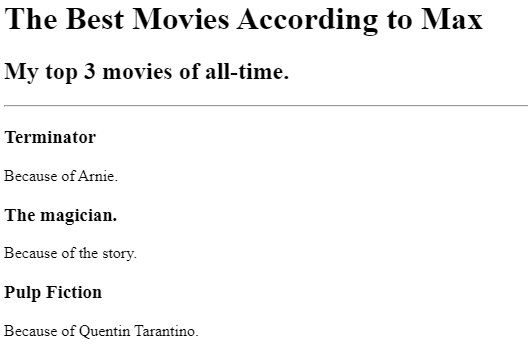 The Best Movies According to Max
My top 3 movies of all-time.
Terminator
Because of Arnie.
The magician.
Because of the story.
Pulp Fiction
Because of Quentin Tarantino.